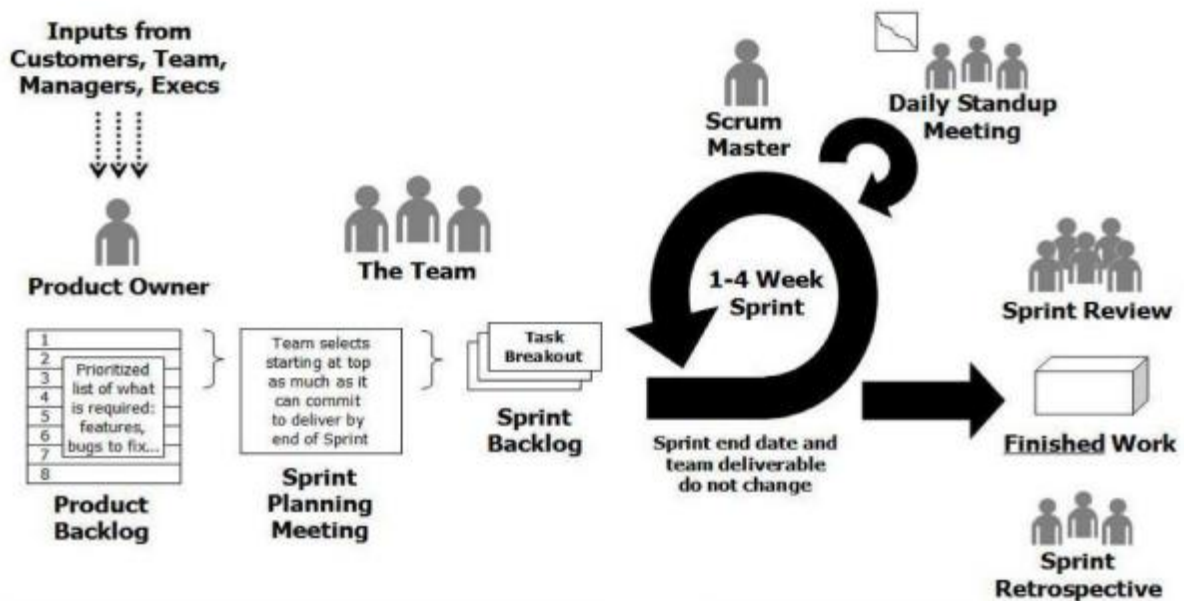 Inputs from
Customers, Team,
Managers, Execs
Product Owner
1
2
3
4
5
6
7
8
Prioritized
list of what
is required:
features,
bugs to fix...
Product
Backlog
The Team
Team selects
starting at top
as much as it
can commit
to deliver by
end of Sprint
Sprint
Planning
Meeting
Task
Breakout
Sprint
Backlog
Scrum
Master
Daily Standup
Meeting
1-4 Week
Sprint
Sprint end date and
team deliverable
do not change
Sprint Review
Finished Work
Sprint
Retrospective